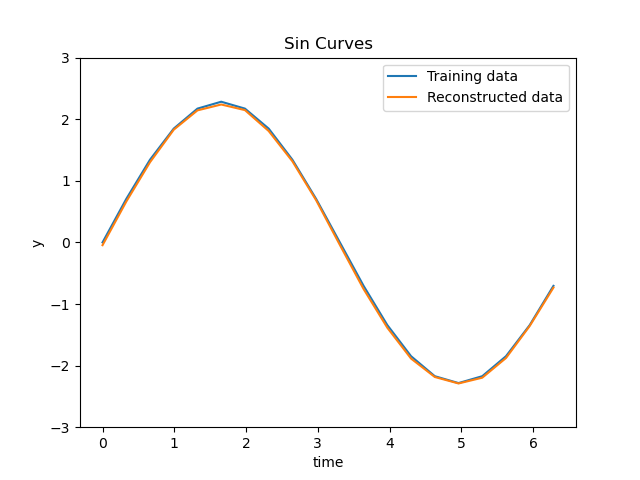 Sin Curves
Training data
Reconstructed data
3
2
1
0
−1
−2
−3
y
0 1 2 3 4 5 6
time